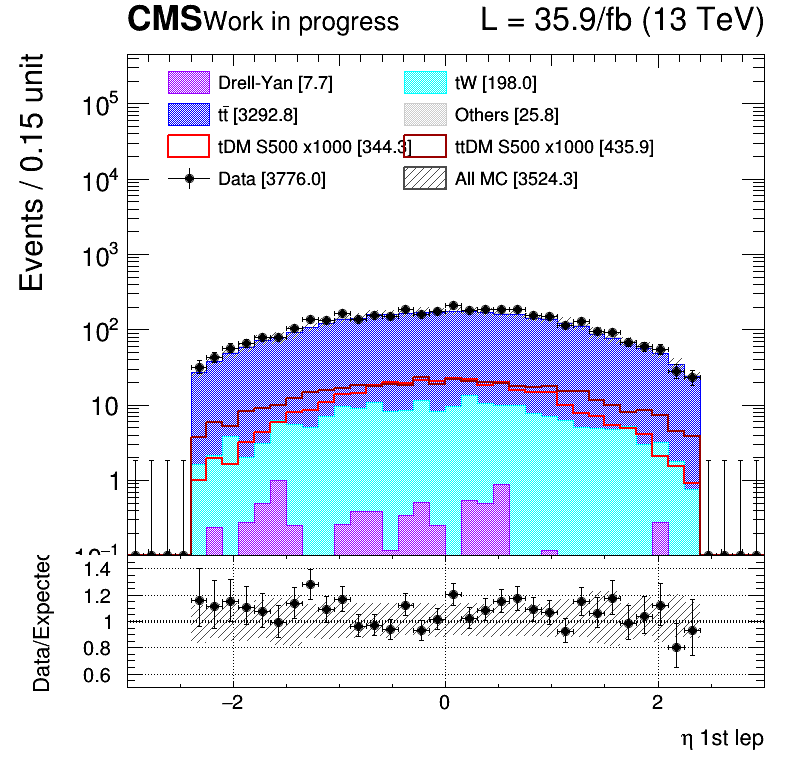 CMS Work in progress L = 35.9/fb (13 TeV)
Events / 0.15 unit
Drell-Yan [7.7] tW [198.0]
tt̄ [3292.8] Others [25.8]
tDM S500 x1000 [344.3] ttDM S500 x1000 [435.9]
Data [3776.0] All MC [3524.3]
10⁵
10⁴
10³
10²
10
1
10⁻¹
Data/Expected
1.4
1.2
1
0.8
0.6
−2 0 2
η 1st lep